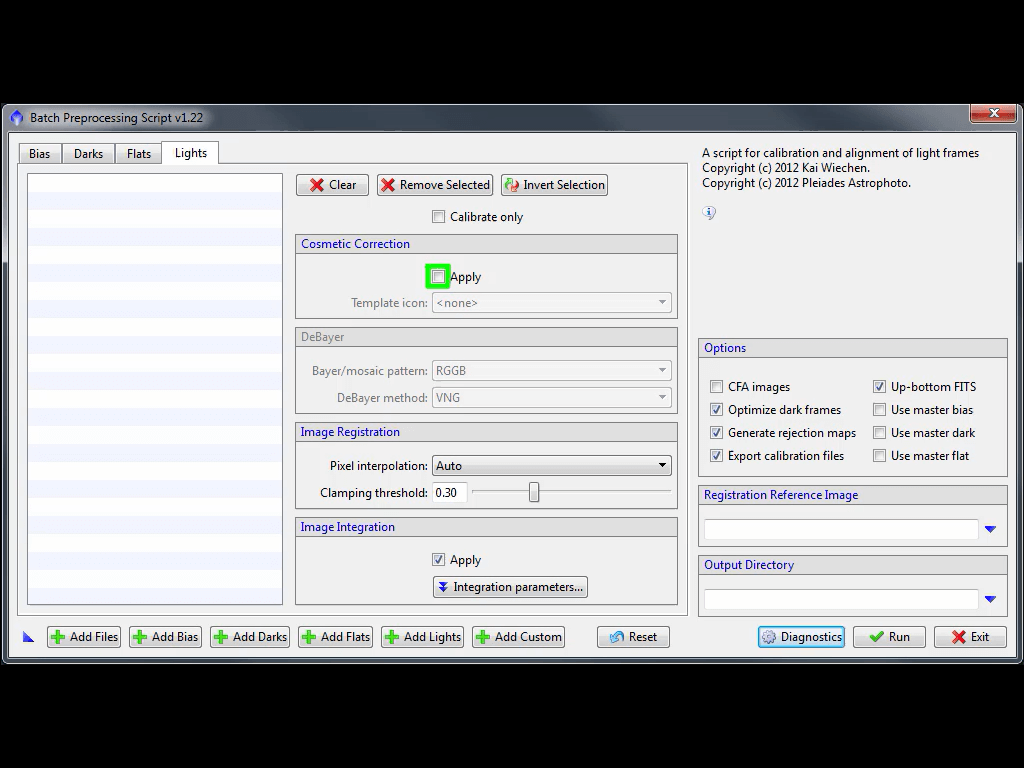 Batch Preprocessing Script v1.22
Bias Darks Flats Lights
Clear Remove Selected Invert Selection
Calibrate only
Cosmetic Correction
Apply
Template icon: <none>
DeBayer
Bayer/mosaic pattern: RGGB
DeBayer method: VNG
Image Registration
Pixel interpolation: Auto
Clamping threshold: 0.30
Image Integration
Apply
Integration parameters...
A script for calibration and alignment of light frames
Copyright (c) 2012 Kai Wiechen.
Copyright (c) 2012 Pleiades Astrophoto.
Options
CFA images Up-bottom FITS
Optimize dark frames Use master bias
Generate rejection maps Use master dark
Export calibration files Use master flat
Registration Reference Image
Output Directory
Add Files Add Bias Add Darks Add Flats Add Lights Add Custom Reset Diagnostics Run Exit